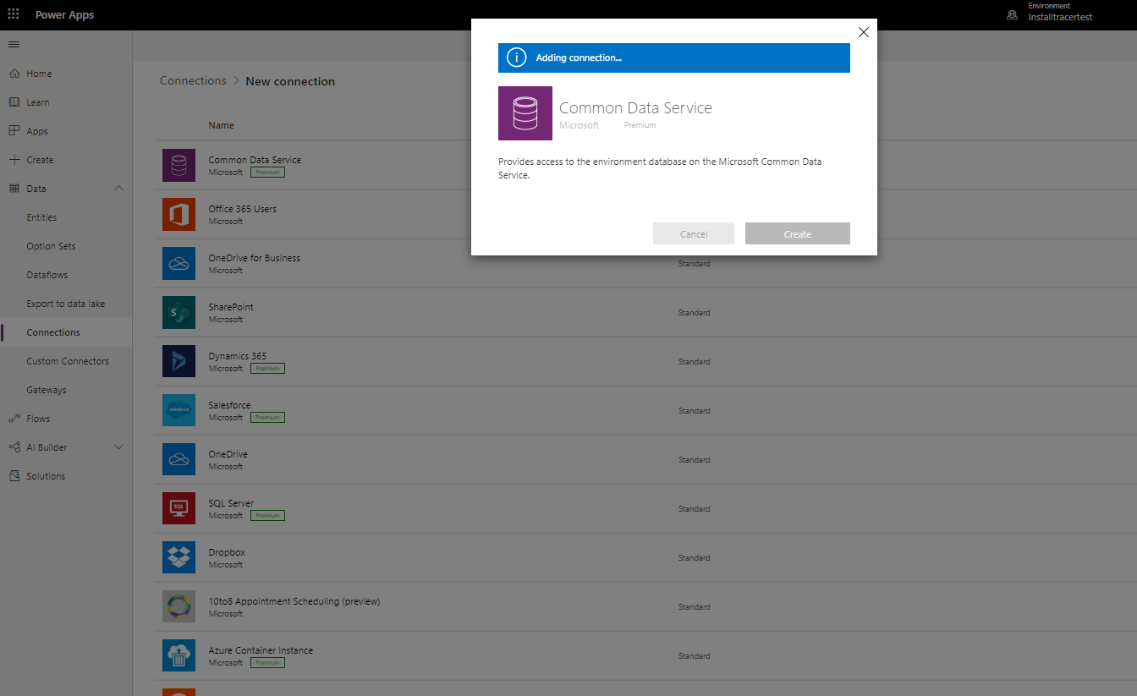 Power Apps
Environment
Installtracertest
Home
Learn
Apps
Create
Data
Entities
Option Sets
Dataflows
Export to data lake
Connections
Custom Connectors
Gateways
Flows
AI Builder
Solutions
Connections > New connection
Name
Common Data Service
Microsoft Premium
Office 365 Users
Microsoft
OneDrive for Business
Microsoft
Standard
SharePoint
Microsoft
Standard
Dynamics 365
Microsoft Premium
Standard
Salesforce
Microsoft Premium
Standard
OneDrive
Microsoft
Standard
SQL
SQL Server
Microsoft Premium
Standard
Dropbox
Microsoft
Standard
10to8 Appointment Scheduling (preview)
Microsoft
Standard
Azure Container Instance
Microsoft Premium
Standard
Adding connection...
Common Data Service
Microsoft Premium
Provides access to the environment database on the Microsoft Common Data
Service.
Cancel Create